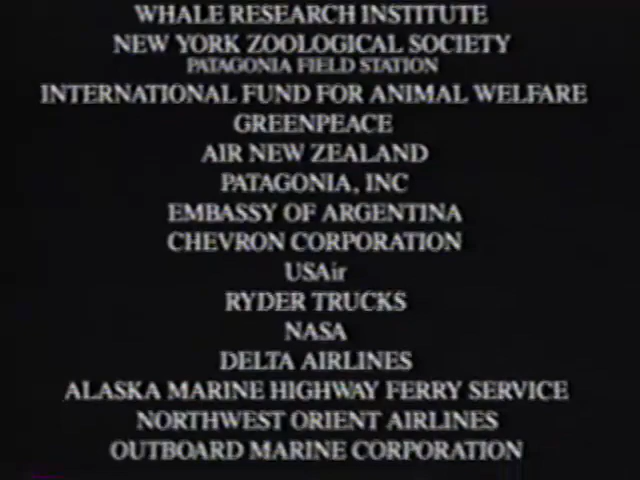 WHALE RESEARCH INSTITUTE
NEW YORK ZOOLOGICAL SOCIETY
PATAGONIA FIELD STATION
INTERNATIONAL FUND FOR ANIMAL WELFARE
GREENPEACE
AIR NEW ZEALAND
PATAGONIA, INC
EMBASSY OF ARGENTINA
CHEVRON CORPORATION
USAir
RYDER TRUCKS
NASA
DELTA AIRLINES
ALASKA MARINE HIGHWAY FERRY SERVICE
NORTHWEST ORIENT AIRLINES
OUTBOARD MARINE CORPORATION